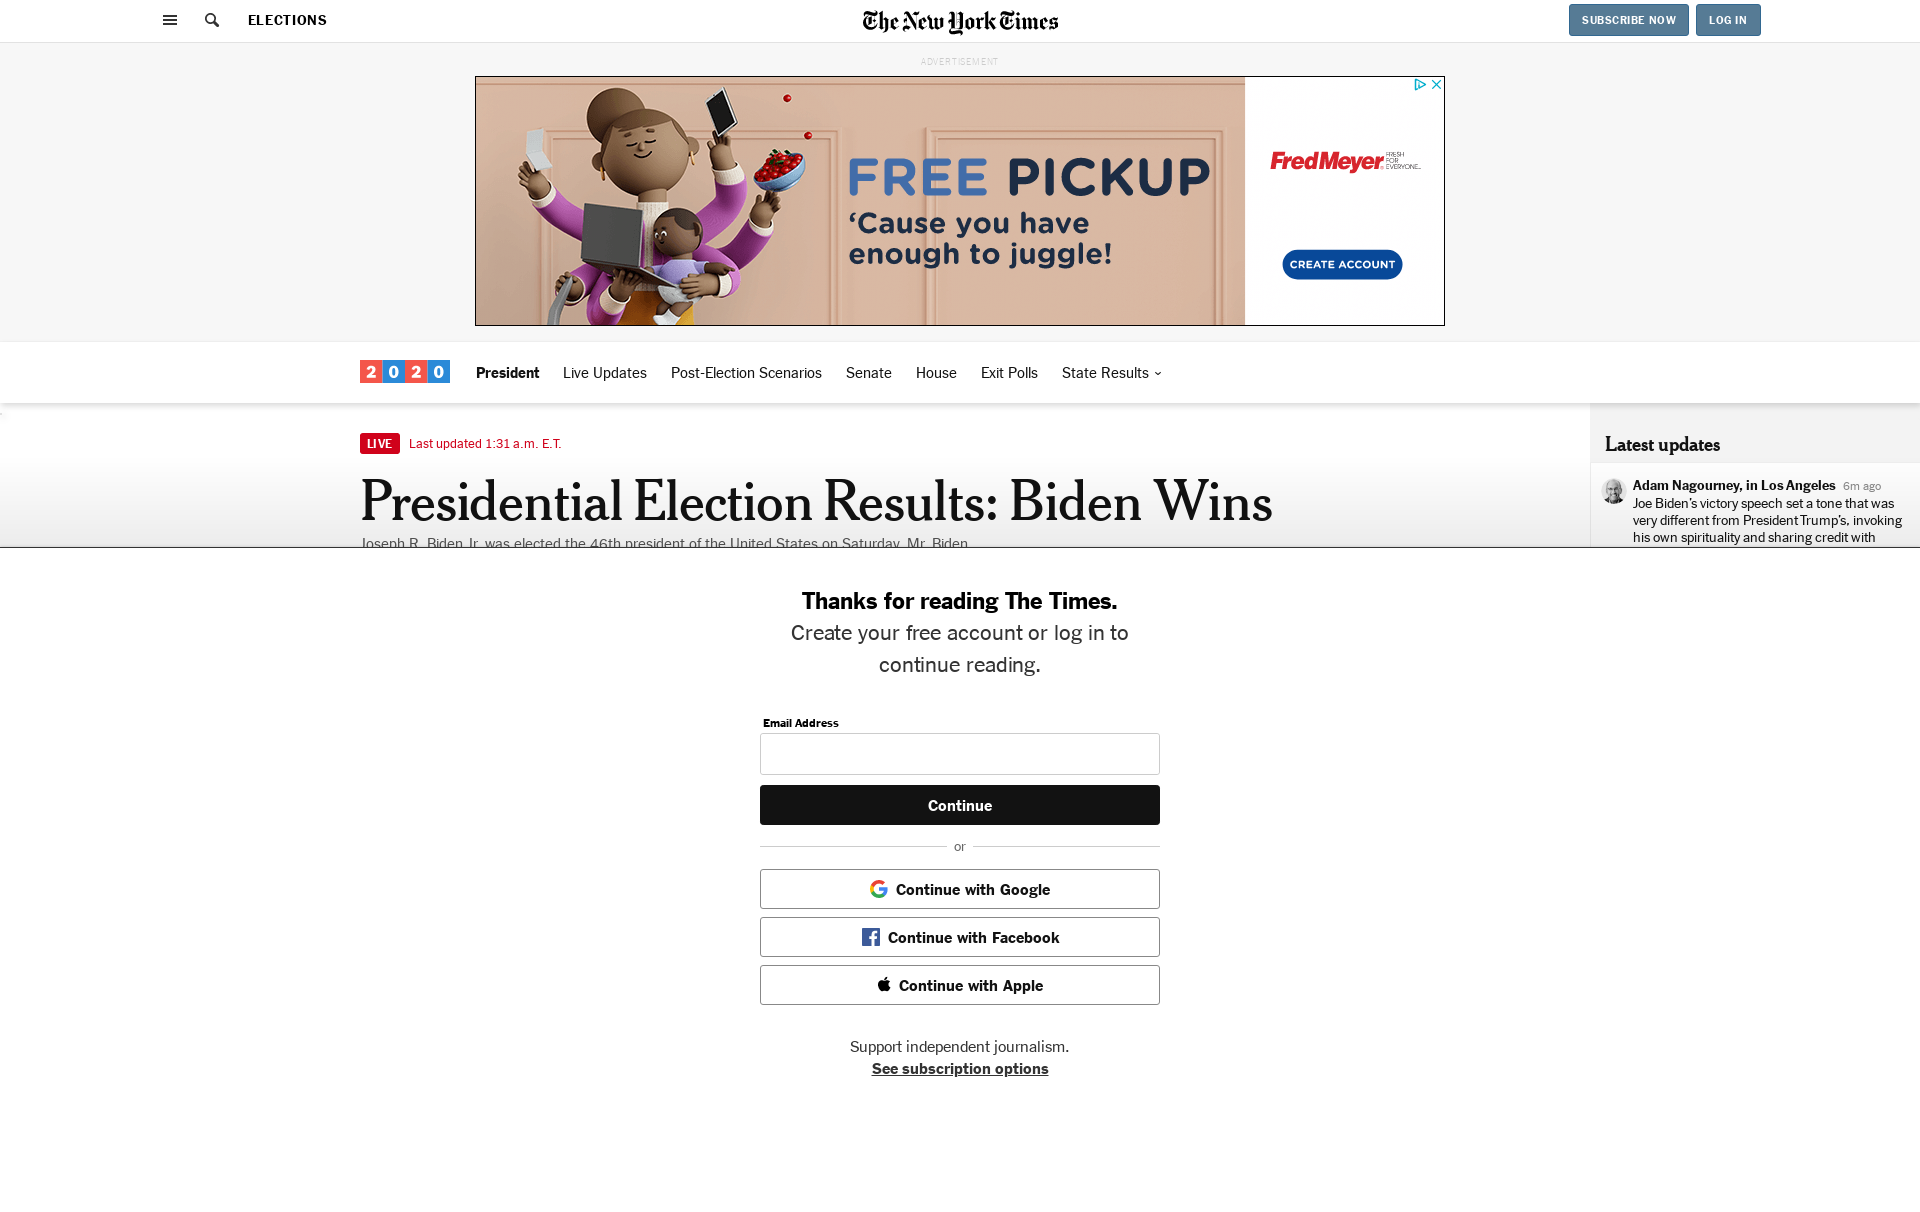 ELECTIONS
The New York Times
SUBSCRIBE NOW
LOG IN
ADVERTISEMENT
FREE PICKUP
‘Cause you have
enough to juggle!
FredMeyer
FRESH
FOR
EVERYONE
CREATE ACCOUNT
2020
President
Live Updates
Post-Election Scenarios
Senate
House
Exit Polls
State Results
LIVE
Last updated 1:31 a.m. E.T.
Presidential Election Results: Biden Wins
Joseph R. Biden Jr. was elected the 46th president of the United States on Saturday. Mr. Biden
Latest updates
Adam Nagourney, in Los Angeles 6m ago
Joe Biden’s victory speech set a tone that was
very different from President Trump’s, invoking
his own spirituality and sharing credit with
Thanks for reading The Times.
Create your free account or log in to
continue reading.
Email Address
Continue
or
Continue with Google
Continue with Facebook
Continue with Apple
Support independent journalism.
See subscription options